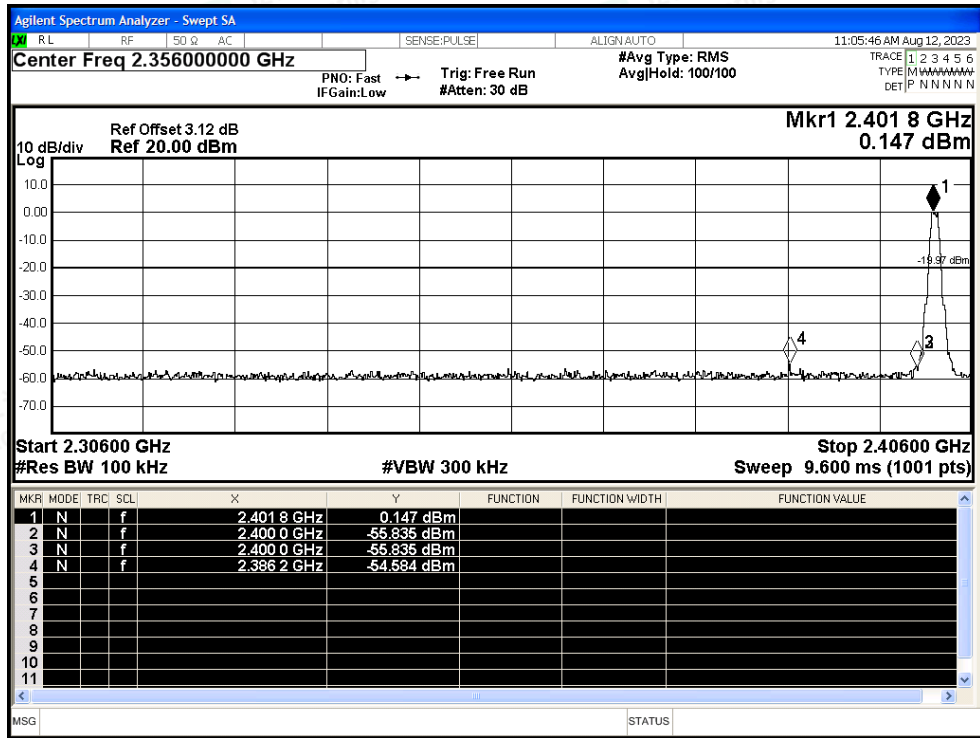 Agilent Spectrum Analyzer - Swept SA
LXI RL RF 50 Ω AC SENSE:PULSE ALIGN AUTO 11:05:46 AM Aug 12, 2023
Center Freq 2.356000000 GHz
PNO: Fast
IFGain:Low
Trig: Free Run
#Atten: 30 dB
#Avg Type: RMS
Avg|Hold: 100/100
TRACE 1 2 3 4 5 6
TYPE M W W W W W
DET P N N N N N
Mkr1 2.401 8 GHz
0.147 dBm
Ref Offset 3.12 dB
10 dB/div Ref 20.00 dBm
Log
10.0
0.00
-10.0
-20.0
-30.0
-40.0
-50.0
-60.0
-70.0
1
-19.97 dBm
4
3
Start 2.30600 GHz Stop 2.40600 GHz
#Res BW 100 kHz #VBW 300 kHz Sweep 9.600 ms (1001 pts)
MKR MODE TRC SCL X Y FUNCTION FUNCTION WIDTH FUNCTION VALUE
1 N f 2.401 8 GHz 0.147 dBm
2 N f 2.400 0 GHz -55.835 dBm
3 N f 2.400 0 GHz -55.835 dBm
4 N f 2.386 2 GHz -54.584 dBm
5
6
7
8
9
10
11
MSG STATUS